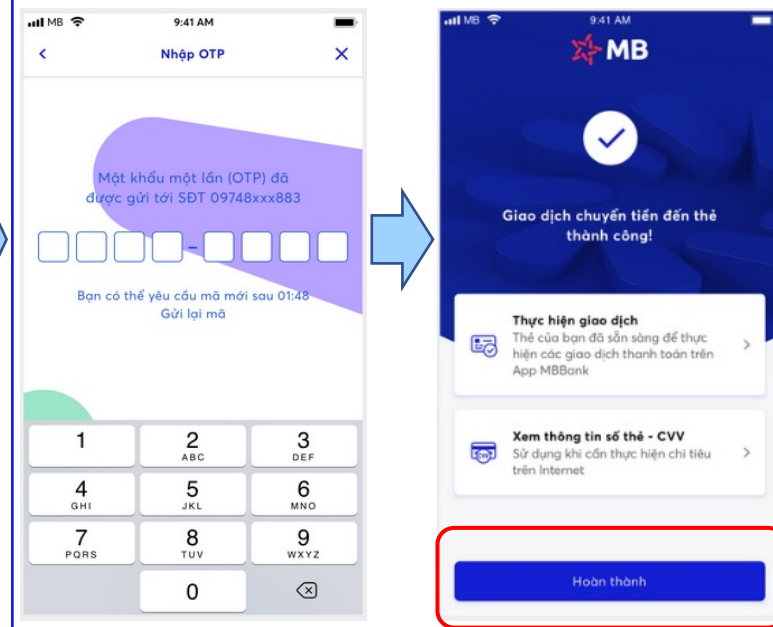 MB 9:41 AM
Nhập OTP
Mật khẩu một lần (OTP) đã
được gửi tới SĐT 09748xxx883
-
Bạn có thể yêu cầu mã mới sau 01:48
Gửi lại mã
1
2
ABC
3
DEF
4
GHI
5
JKL
6
MNO
7
PQRS
8
TUV
9
WXYZ
0
MB 9:41 AM
MB
Giao dịch chuyển tiền đến thẻ
thành công!
Thực hiện giao dịch
Thẻ của bạn đã sẵn sàng để thực
hiện các giao dịch thanh toán trên
App MBBank
Xem thông tin số thẻ - CVV
Sử dụng khi cần thực hiện chi tiêu
trên Internet
Hoàn thành